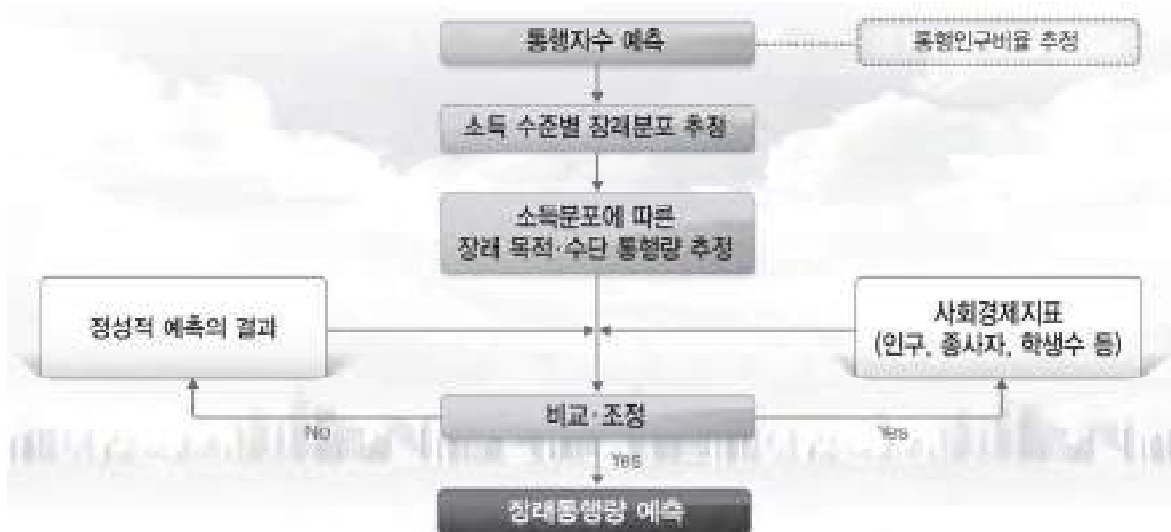 통행지수 예측
통행인구비율 추정
소득 수준별 장래분포 추정
소득분포에 따른
장래 목적·수단 통행량 추정
정성적 예측의 결과
사회경제지표
(인구, 종사자, 학생수 등)
비교·조정
No
Yes
Yes
장래통행량 예측